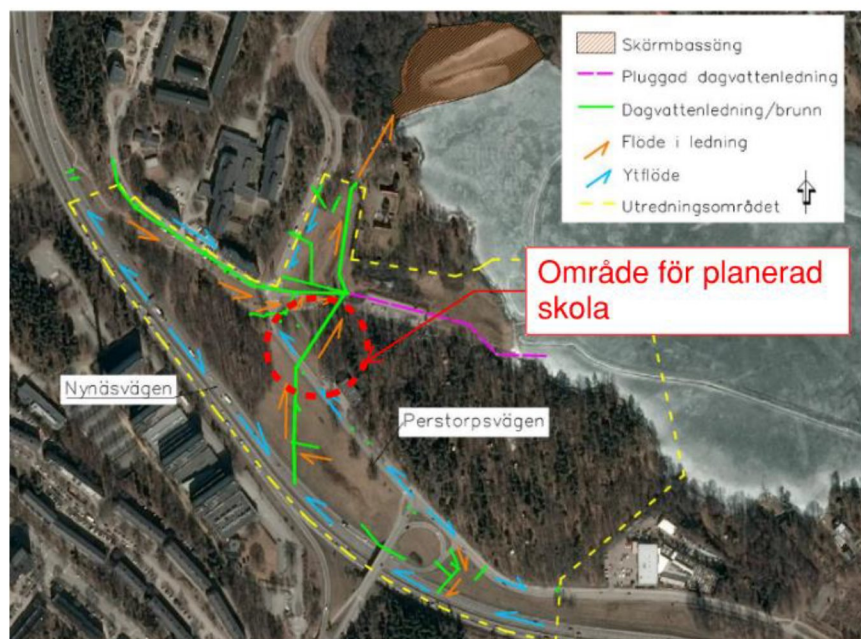 Skärmbassäng
Pluggad dagvattenledning
Dagvattenledning/brunn
Flöde i ledning
Ytflöde
Utredningsområdet
Område för planerad
skola
Nynäsvägen
Perstorpsvägen